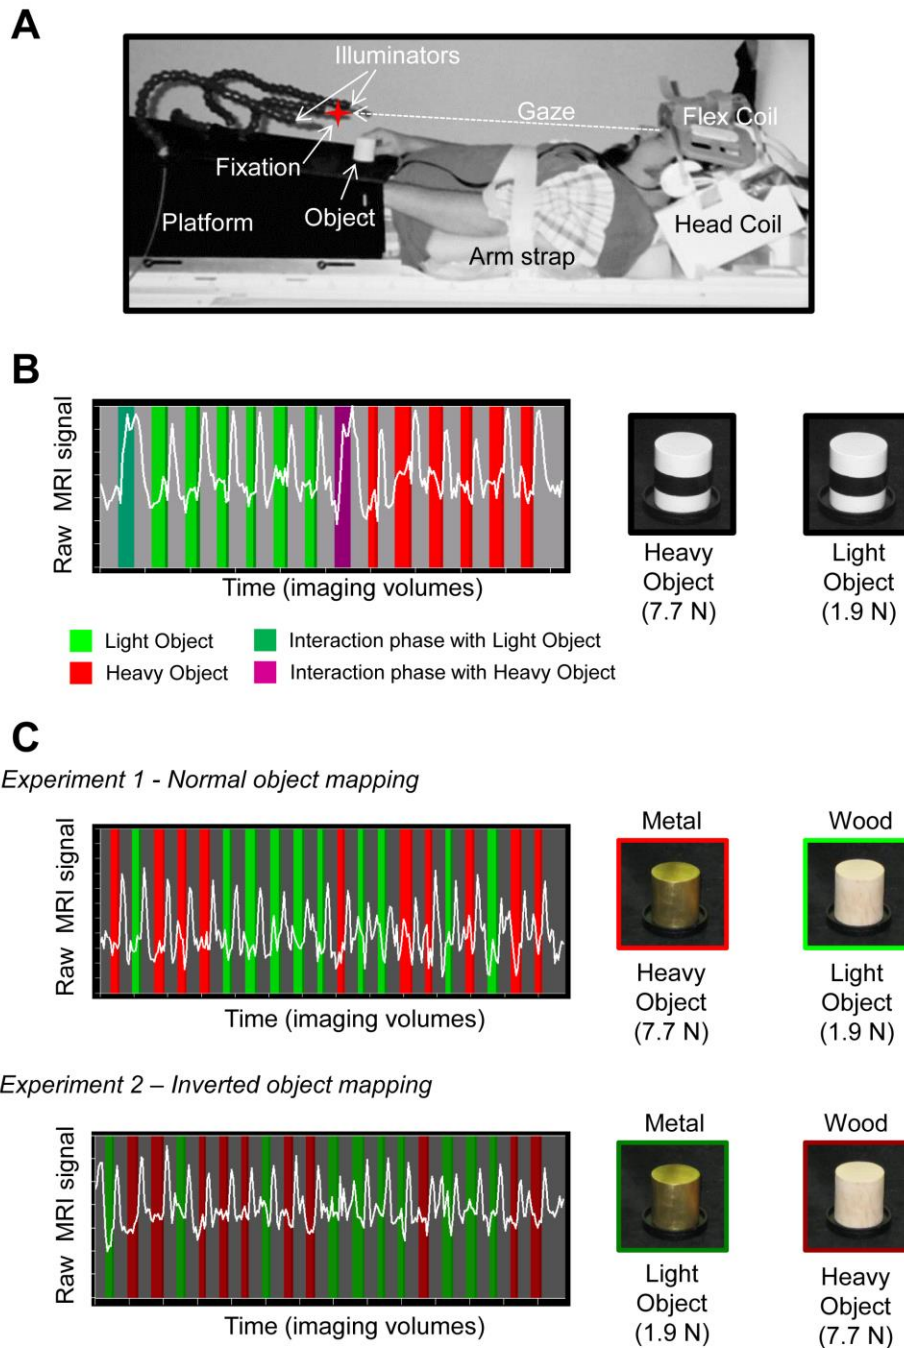 A
Illuminators
Gaze
Flex Coil
Fixation
Object
Platform
Head Coil
Arm strap
B
Raw MRI signal
Time (imaging volumes)
Heavy
Object
(7.7 N)
Light
Object
(1.9 N)
Light Object
Interaction phase with Light Object
Heavy Object
Interaction phase with Heavy Object
C
Experiment 1 - Normal object mapping
Raw MRI signal
Time (imaging volumes)
Metal
Heavy
Object
(7.7 N)
Wood
Light
Object
(1.9 N)
Experiment 2 – Inverted object mapping
Raw MRI signal
Time (imaging volumes)
Metal
Light
Object
(1.9 N)
Wood
Heavy
Object
(7.7 N)